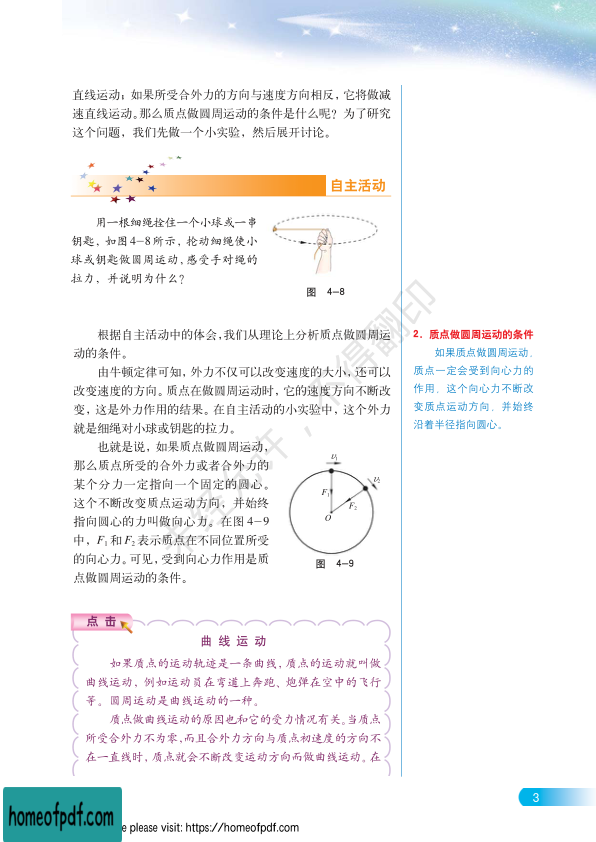 直线运动；如果所受合外力的方向与速度方向相反，它将做减
速直线运动。那么质点做圆周运动的条件是什么呢？为了研究
这个问题，我们先做一个小实验，然后展开讨论。
自主活动
用一根细绳拴住一个小球或一串
钥匙，如图4-8所示，抡动细绳使小
球或钥匙做圆周运动，感受手对绳的
拉力，并说明为什么？
图 4-8
根据自主活动中的体会，我们从理论上分析质点做圆周运
动的条件。
由牛顿定律可知，外力不仅可以改变速度的大小，还可以
改变速度的方向。质点在做圆周运动时，它的速度方向不断改
变，这是外力作用的结果。在自主活动的小实验中，这个外力
就是细绳对小球或钥匙的拉力。
也就是说，如果质点做圆周运动，
那么质点所受的合外力或者合外力的
某个分力一定指向一个固定的圆心。
这个不断改变质点运动方向，并始终
指向圆心的力叫做向心力。在图4-9
中，F1和F2表示质点在不同位置所受
的向心力。可见，受到向心力作用是质
点做圆周运动的条件。
v1
v2
F1
F2
O
图 4-9
2．质点做圆周运动的条件
如果质点做圆周运动，
质点一定会受到向心力的
作用，这个向心力不断改
变质点运动方向，并始终
沿着半径指向圆心。
点击
曲线运动
如果质点的运动轨迹是一条曲线，质点的运动就叫做
曲线运动，例如运动员在弯道上奔跑、炮弹在空中的飞行
等。圆周运动是曲线运动的一种。
质点做曲线运动的原因也和它的受力情况有关。当质点
所受合外力不为零，而且合外力方向与质点初速度的方向不
在一直线时，质点就会不断改变运动方向而做曲线运动。在
未经允许，不得翻印
3
homeofpdf.com
e please visit: https://homeofpdf.com